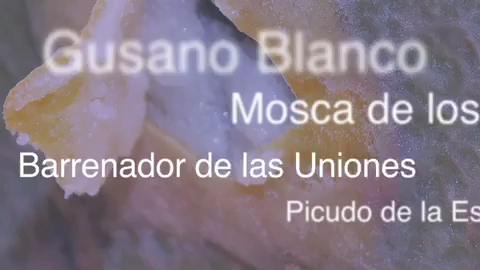 Gusano Blanco
Mosca de los
Barrenador de las Uniones
Picudo de la Es